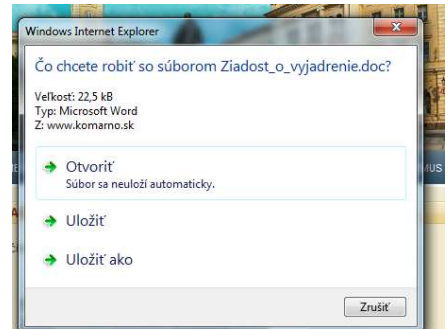 Windows Internet Explorer
Čo chcete robiť so súborom Ziadost_o_vyjadrenie.doc?
Veľkosť: 22,5 kB
Typ: Microsoft Word
Z: www.komarno.sk
Otvoriť
Súbor sa neuloží automaticky.
Uložiť
Uložiť ako
Zrušiť